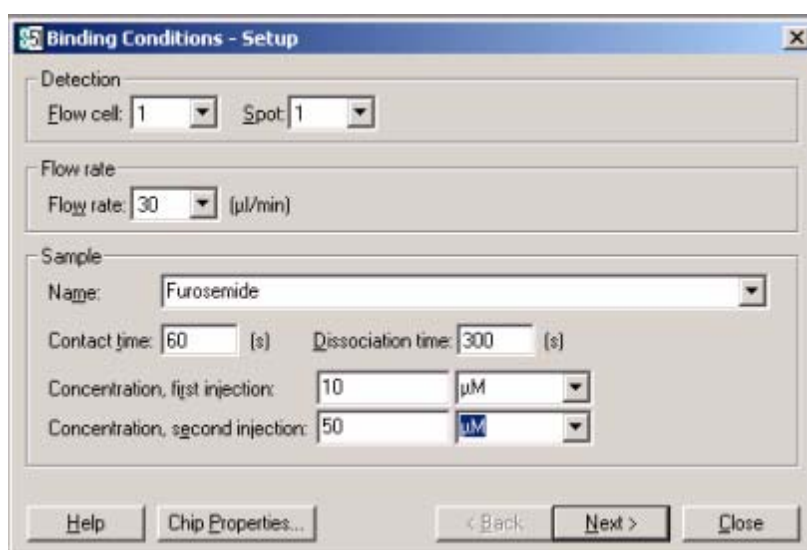 S5 Binding Conditions - Setup
Detection
Flow cell: 1 Spot: 1
Flow rate
Flow rate: 30 (µl/min)
Sample
Name: Furosemide
Contact time: 60 (s) Dissociation time: 300 (s)
Concentration, first injection: 10 µM
Concentration, second injection: 50 µM
Help Chip Properties... < Back Next > Close